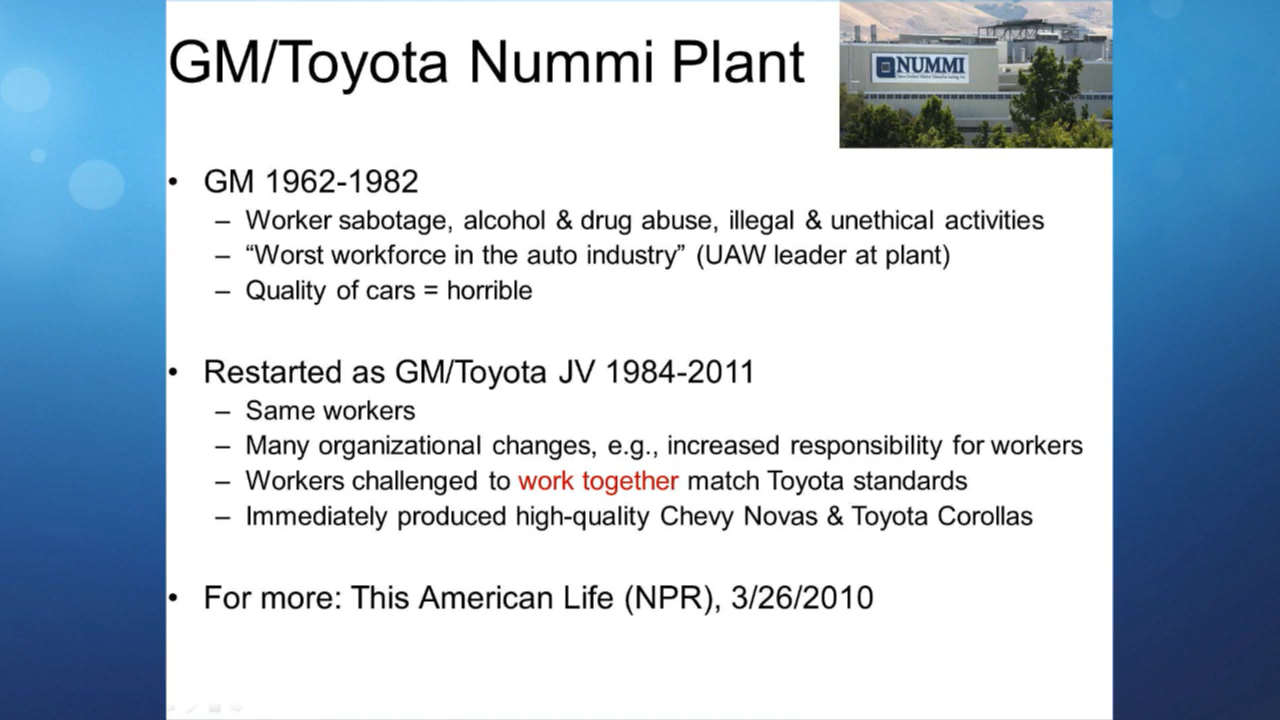 GM/Toyota Nummi Plant
NUMMI
• GM 1962-1982
– Worker sabotage, alcohol & drug abuse, illegal & unethical activities
– “Worst workforce in the auto industry” (UAW leader at plant)
– Quality of cars = horrible
• Restarted as GM/Toyota JV 1984-2011
– Same workers
– Many organizational changes, e.g., increased responsibility for workers
– Workers challenged to work together match Toyota standards
– Immediately produced high-quality Chevy Novas & Toyota Corollas
• For more: This American Life (NPR), 3/26/2010